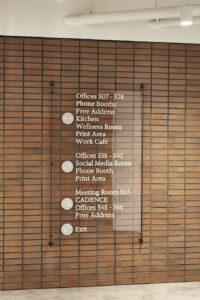 Offices 507 - 528
Phone Booths
Free Address
Kitchen
Wellness Room
Print Area
Work Café
Offices 538 - 542
Social Media Room
Phone Booth
Print Area
Meeting Room 567-
CADENCE
Offices 548 - 566
Free Address
Exit